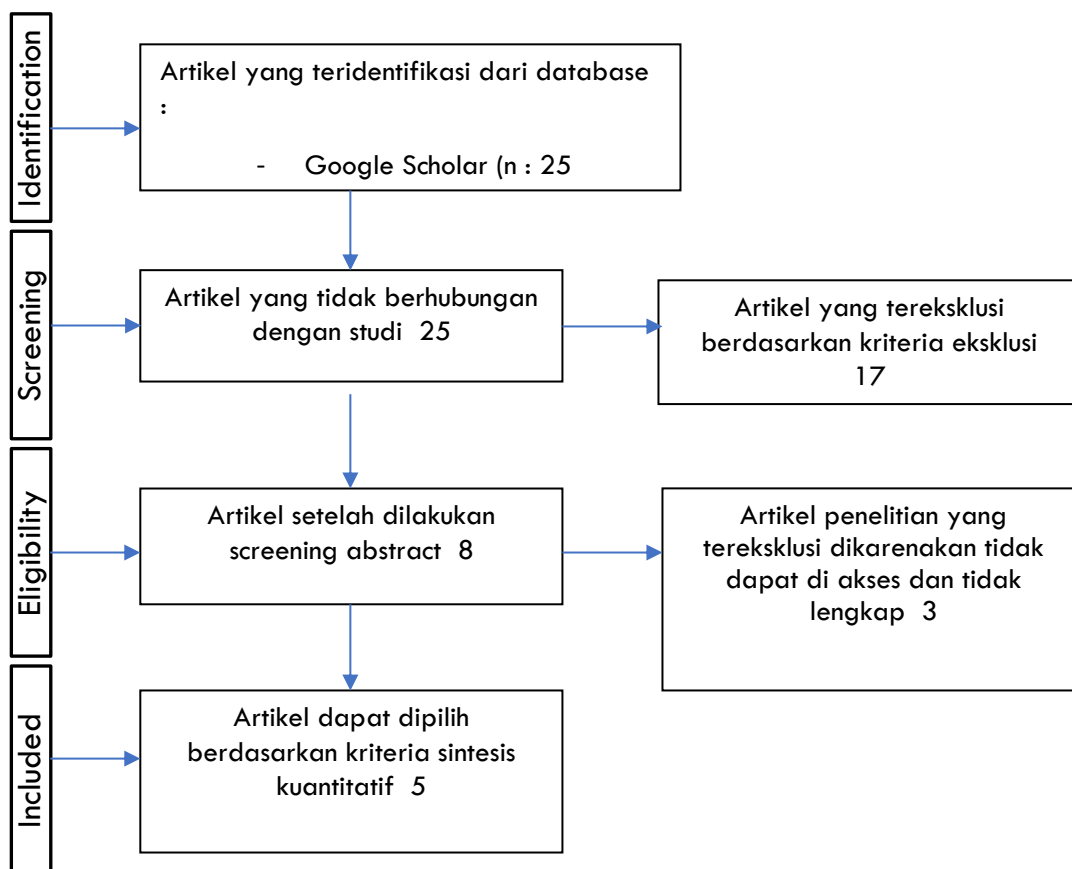 Identification
Artikel yang teridentifikasi dari database
:
- Google Scholar (n : 25
Screening
Artikel yang tidak berhubungan
dengan studi 25
Artikel yang tereksklusi
berdasarkan kriteria eksklusi
17
Eligibility
Artikel setelah dilakukan
screening abstract 8
Artikel penelitian yang
tereksklusi dikarenakan tidak
dapat di akses dan tidak
lengkap 3
Included
Artikel dapat dipilih
berdasarkan kriteria sintesis
kuantitatif 5